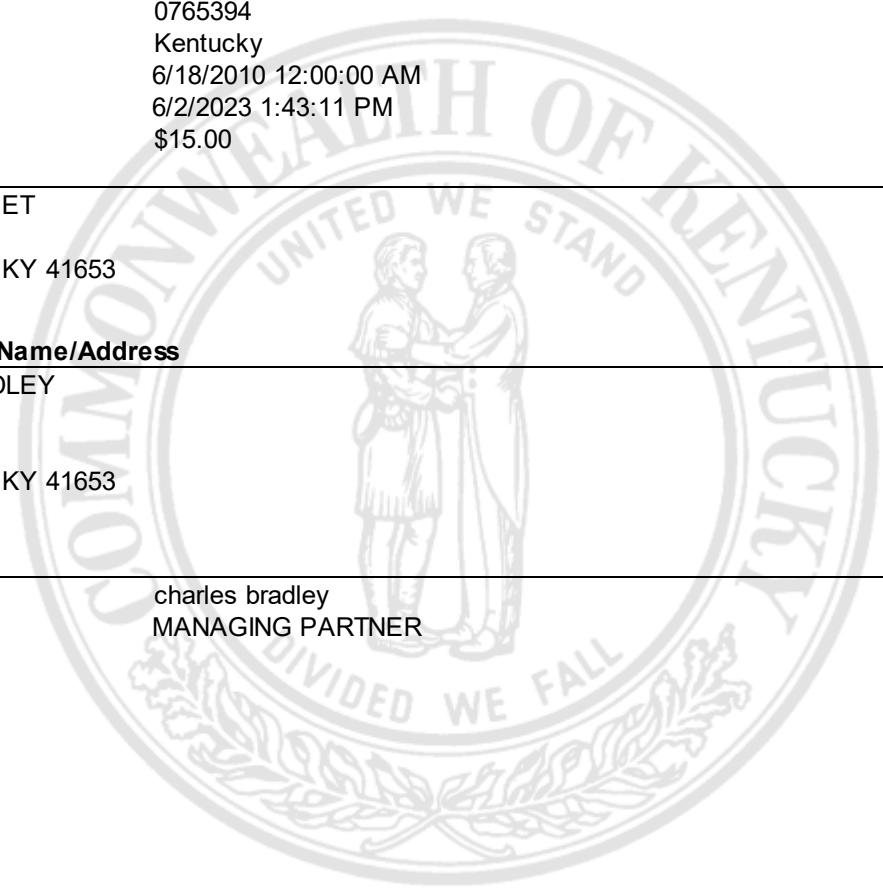 0765394
Kentucky
6/18/2010 12:00:00 AM
6/2/2023 1:43:11 PM
$15.00
ET
KY 41653
Name/Address
DLEY
KY 41653
charles bradley
MANAGING PARTNER
COMMONWEALTH OF KENTUCKY
UNITED WE STAND
DIVIDED WE FALL